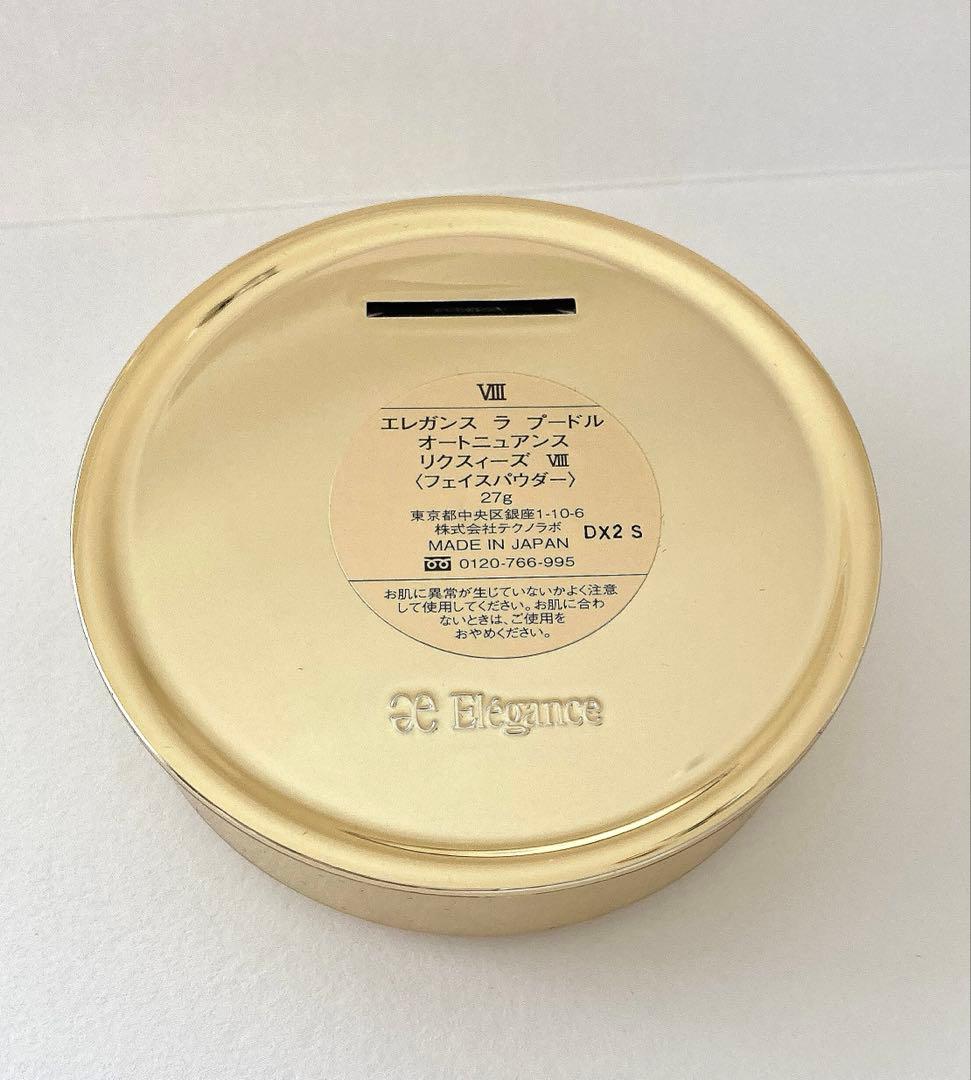 VIII
エレガンス ラ プードル
オートニュアンス
リクスィーズ VIII
〈フェイスパウダー〉
27g
東京都中央区銀座1-10-6
株式会社テクノラボ
DX2 S
MADE IN JAPAN
0120-766-995
お肌に異常が生じていないかよく注意
して使用してください。お肌に合わ
ないときは、ご使用を
おやめください。
əe Elégance